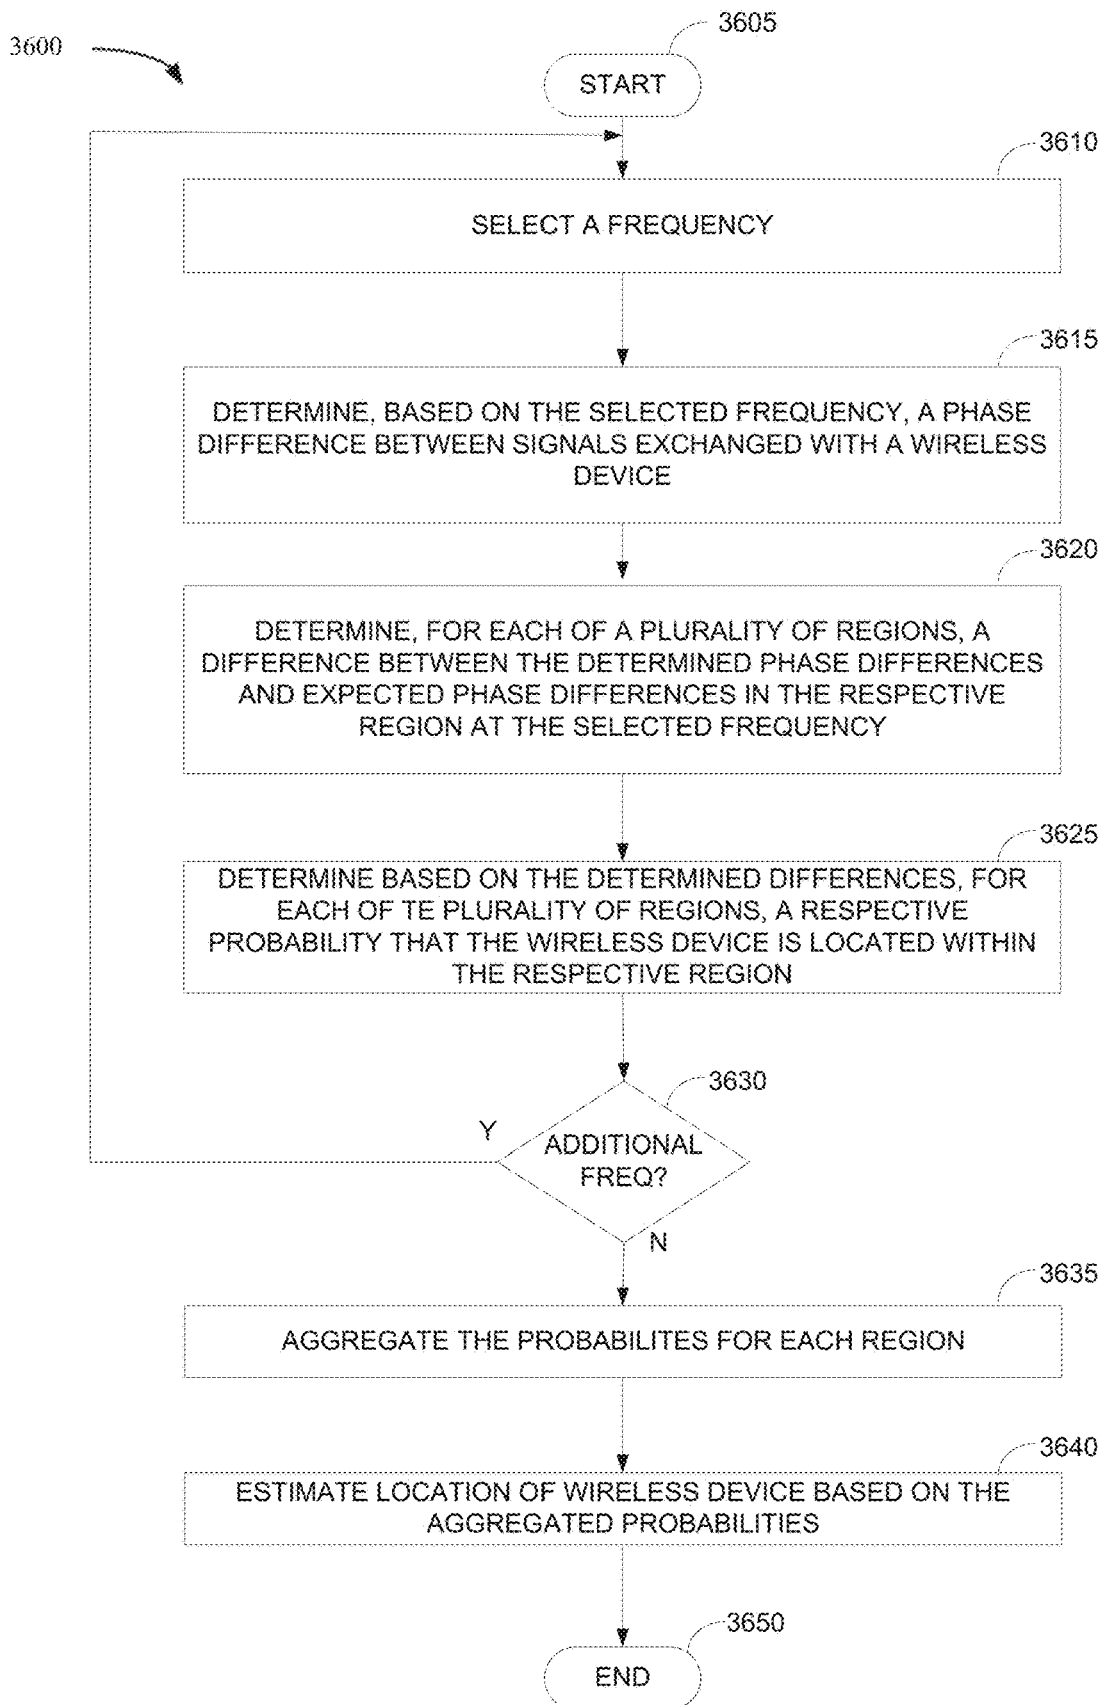 3600
3605
START
3610
SELECT A FREQUENCY
3615
DETERMINE, BASED ON THE SELECTED FREQUENCY, A PHASE
DIFFERENCE BETWEEN SIGNALS EXCHANGED WITH A WIRELESS
DEVICE
3620
DETERMINE, FOR EACH OF A PLURALITY OF REGIONS, A
DIFFERENCE BETWEEN THE DETERMINED PHASE DIFFERENCES
AND EXPECTED PHASE DIFFERENCES IN THE RESPECTIVE
REGION AT THE SELECTED FREQUENCY
3625
DETERMINE BASED ON THE DETERMINED DIFFERENCES, FOR
EACH OF TE PLURALITY OF REGIONS, A RESPECTIVE
PROBABILITY THAT THE WIRELESS DEVICE IS LOCATED WITHIN
THE RESPECTIVE REGION
3630
Y
ADDITIONAL
FREQ?
N
3635
AGGREGATE THE PROBABILITES FOR EACH REGION
3640
ESTIMATE LOCATION OF WIRELESS DEVICE BASED ON THE
AGGREGATED PROBABILITIES
3650
END